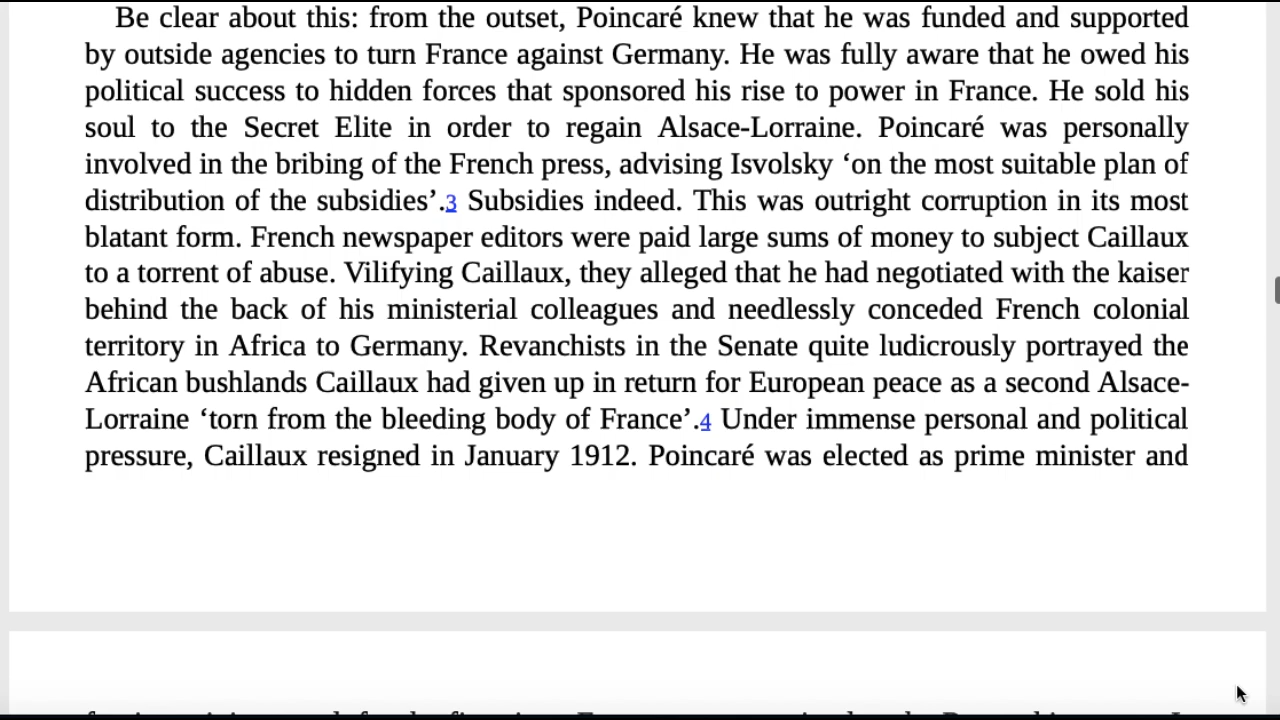 Be clear about this: from the outset, Poincaré knew that he was funded and supported
by outside agencies to turn France against Germany. He was fully aware that he owed his
political success to hidden forces that sponsored his rise to power in France. He sold his
soul to the Secret Elite in order to regain Alsace-Lorraine. Poincaré was personally
involved in the bribing of the French press, advising Isvolsky ‘on the most suitable plan of
distribution of the subsidies’.3 Subsidies indeed. This was outright corruption in its most
blatant form. French newspaper editors were paid large sums of money to subject Caillaux
to a torrent of abuse. Vilifying Caillaux, they alleged that he had negotiated with the kaiser
behind the back of his ministerial colleagues and needlessly conceded French colonial
territory in Africa to Germany. Revanchists in the Senate quite ludicrously portrayed the
African bushlands Caillaux had given up in return for European peace as a second Alsace-
Lorraine ‘torn from the bleeding body of France’.4 Under immense personal and political
pressure, Caillaux resigned in January 1912. Poincaré was elected as prime minister and